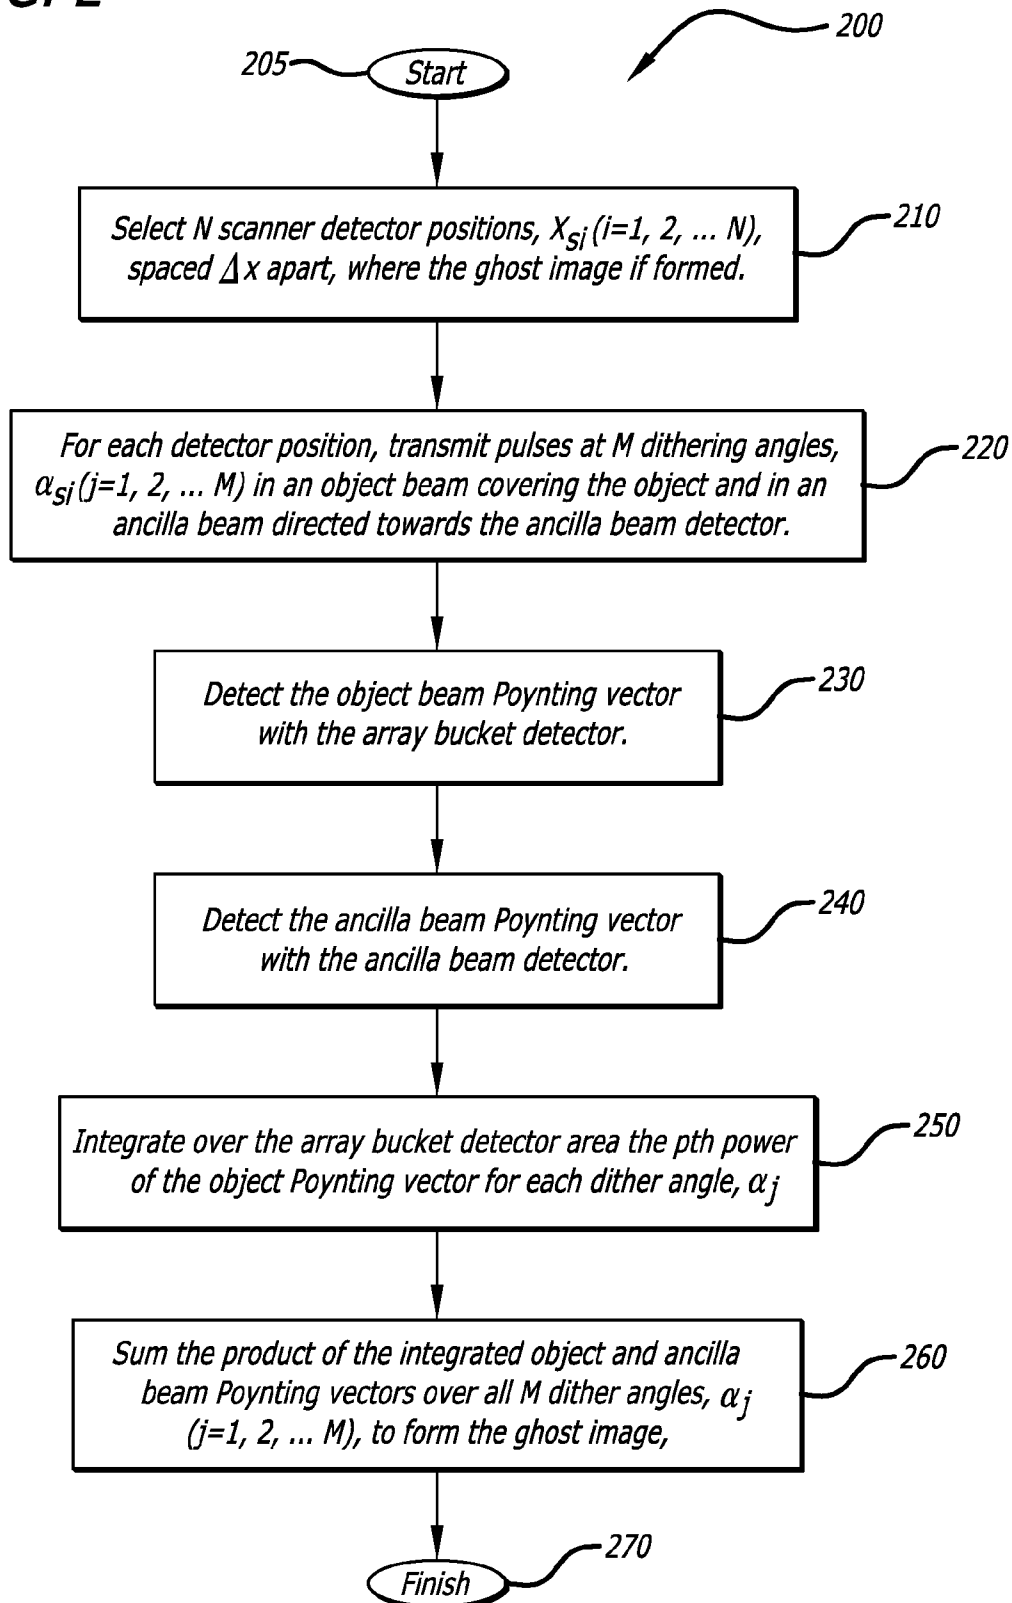 200
205
Start
210
Select N scanner detector positions, Xsi (i=1, 2, ... N),
spaced Δx apart, where the ghost image if formed.
220
For each detector position, transmit pulses at M dithering angles,
αsi (j=1, 2, ... M) in an object beam covering the object and in an
ancilla beam directed towards the ancilla beam detector.
230
Detect the object beam Poynting vector
with the array bucket detector.
240
Detect the ancilla beam Poynting vector
with the ancilla beam detector.
250
Integrate over the array bucket detector area the pth power
of the object Poynting vector for each dither angle, αj
260
Sum the product of the integrated object and ancilla
beam Poynting vectors over all M dither angles, αj
(j=1, 2, ... M), to form the ghost image,
270
Finish